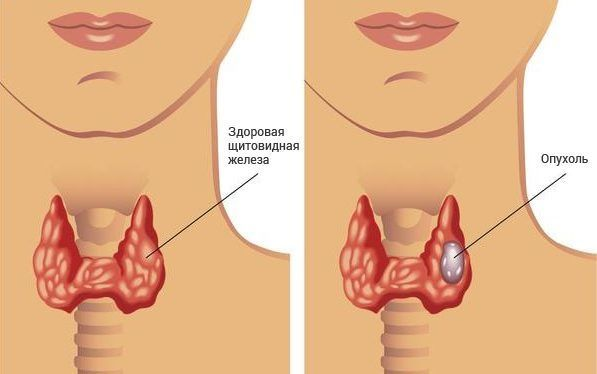 Здоровая
щитовидная
железа
Опухоль